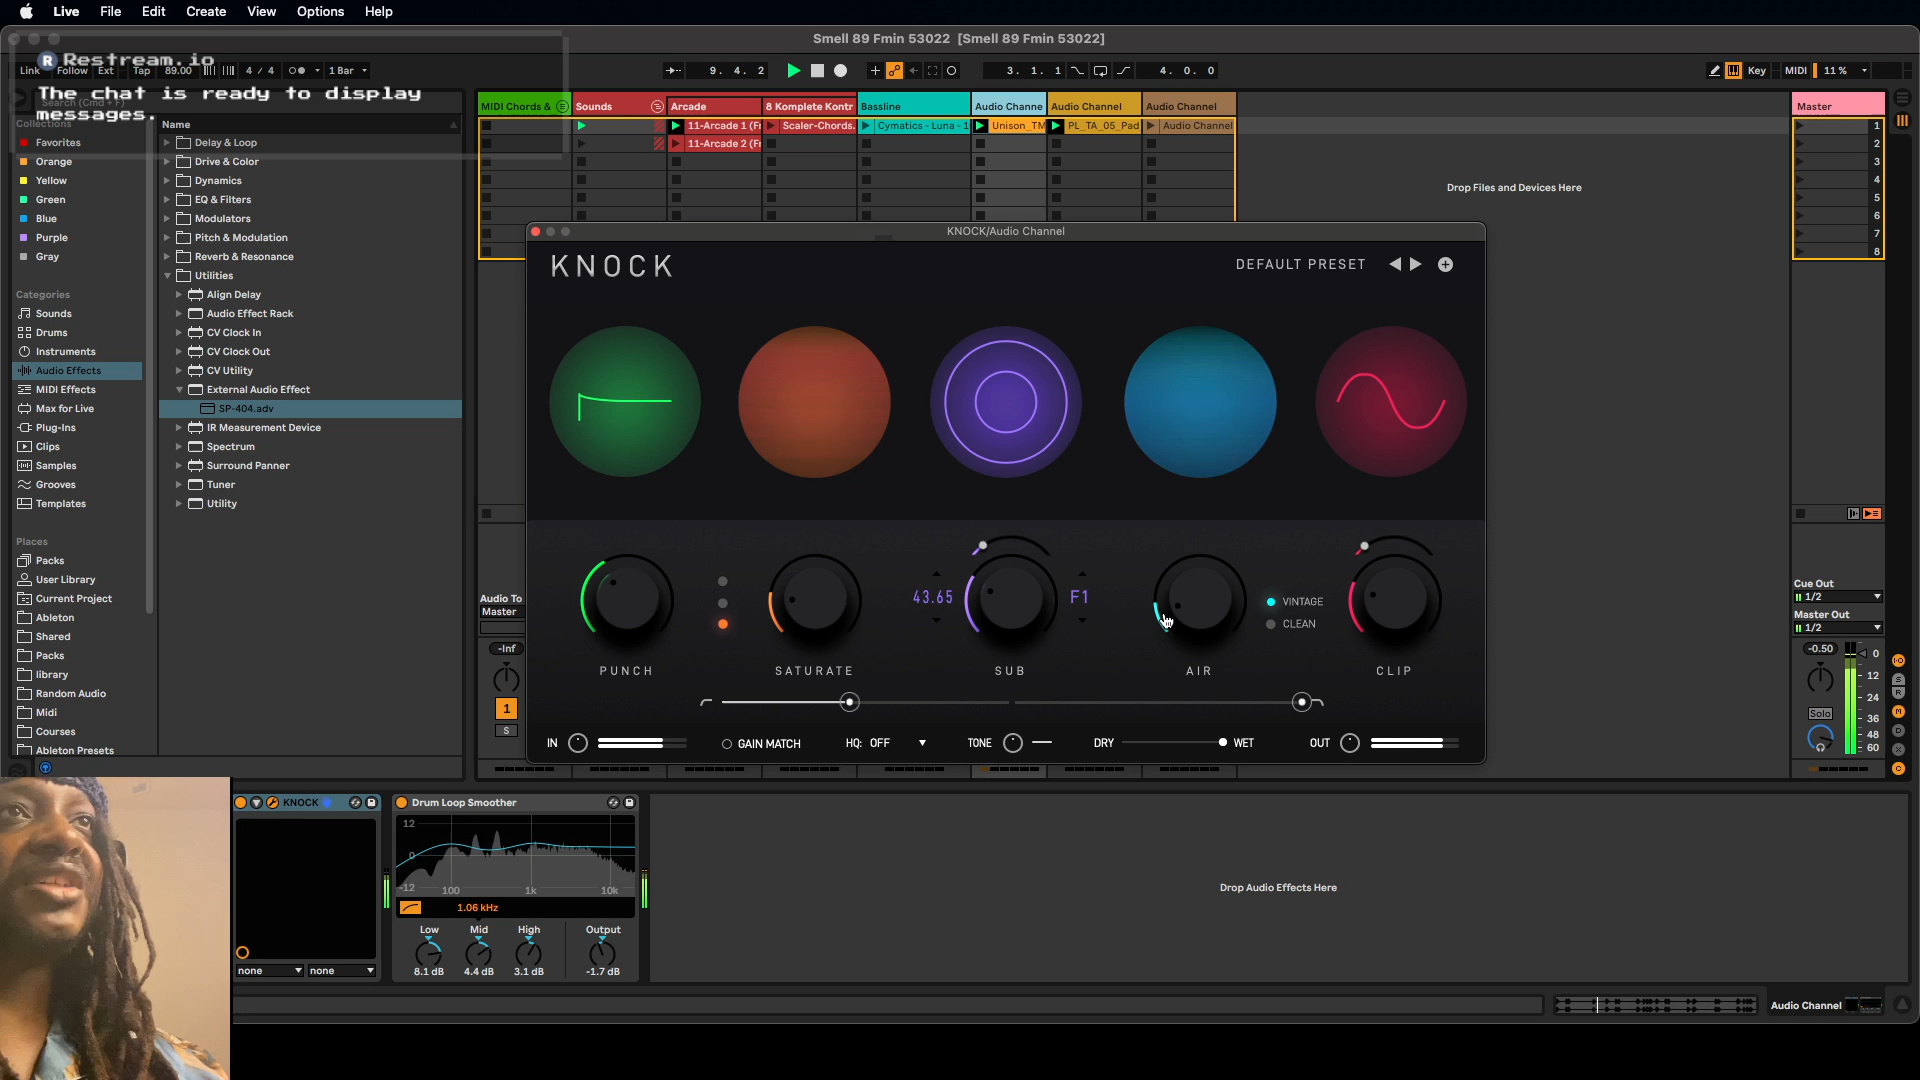 Live File Edit Create View Options Help
Smell 89 Fmin 53022 [Smell 89 Fmin 53022]
R Restream.io
The chat is ready to display
messages.
Link Follow Ext Tap 89.00 4 / 4 1 Bar
9. 4. 2
3. 1. 1
4. 0. 0
Key MIDI 11 %
Search (Cmd + F)
Collections
Favorites
Orange
Yellow
Green
Blue
Purple
Gray
Categories
Sounds
Drums
Instruments
Audio Effects
MIDI Effects
Max for Live
Plug-Ins
Clips
Samples
Grooves
Templates
Places
Packs
User Library
Current Project
Ableton
Shared
Packs
library
Random Audio
Midi
Courses
Ableton Presets
Name
Delay & Loop
Drive & Color
Dynamics
EQ & Filters
Modulators
Pitch & Modulation
Reverb & Resonance
Utilities
Align Delay
Audio Effect Rack
CV Clock In
CV Clock Out
CV Utility
External Audio Effect
SP-404.adv
IR Measurement Device
Spectrum
Surround Panner
Tuner
Utility
MIDI Chords & Sounds Arcade 8 Komplete Kontr Bassline Audio Channe Audio Channel Audio Channel Master
11-Arcade 1 (Fr Scaler-Chords. Cymatics - Luna - 1 Unison_TM PL_TA_05_Pad Audio Channel 1
11-Arcade 2 (Fr 2
3
4
5
6
7
8
Drop Files and Devices Here
KNOCK/Audio Channel
KNOCK
DEFAULT PRESET
43.65 F1
VINTAGE
CLEAN
PUNCH SATURATE SUB AIR CLIP
IN GAIN MATCH HQ: OFF TONE DRY WET OUT
Audio To
Master
-Inf
1
S
Cue Out
1/2
Master Out
1/2
-0.50
0
12
24
36
48
60
Solo
KNOCK
none none
Drum Loop Smoother
12
0
-12
100 1k 10k
1.06 kHz
Low Mid High Output
8.1 dB 4.4 dB 3.1 dB -1.7 dB
Drop Audio Effects Here
Audio Channel